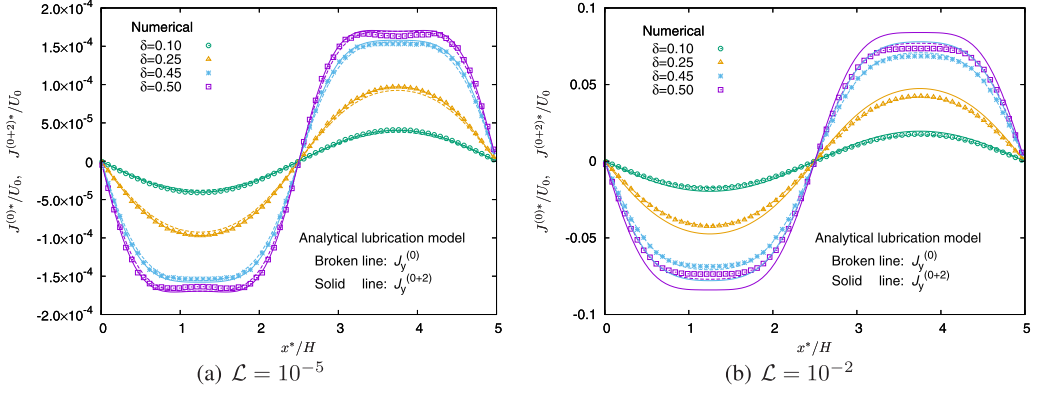 2.0×10⁻⁴
1.5×10⁻⁴
1.0×10⁻⁴
5.0×10⁻⁵
0
-5.0×10⁻⁵
-1.0×10⁻⁴
-1.5×10⁻⁴
-2.0×10⁻⁴
J⁽⁰⁾*/U₀, J⁽⁰⁺²⁾*/U₀
Numerical
δ=0.10
δ=0.25
δ=0.45
δ=0.50
Analytical lubrication model
Broken line: J_y⁽⁰⁾
Solid line: J_y⁽⁰⁺²⁾
0 1 2 3 4 5
x*/H
(a) ℒ = 10⁻⁵
0.1
0.05
0
-0.05
-0.1
J⁽⁰⁾*/U₀, J⁽⁰⁺²⁾*/U₀
Numerical
δ=0.10
δ=0.25
δ=0.45
δ=0.50
Analytical lubrication model
Broken line: J_y⁽⁰⁾
Solid line: J_y⁽⁰⁺²⁾
0 1 2 3 4 5
x*/H
(b) ℒ = 10⁻²